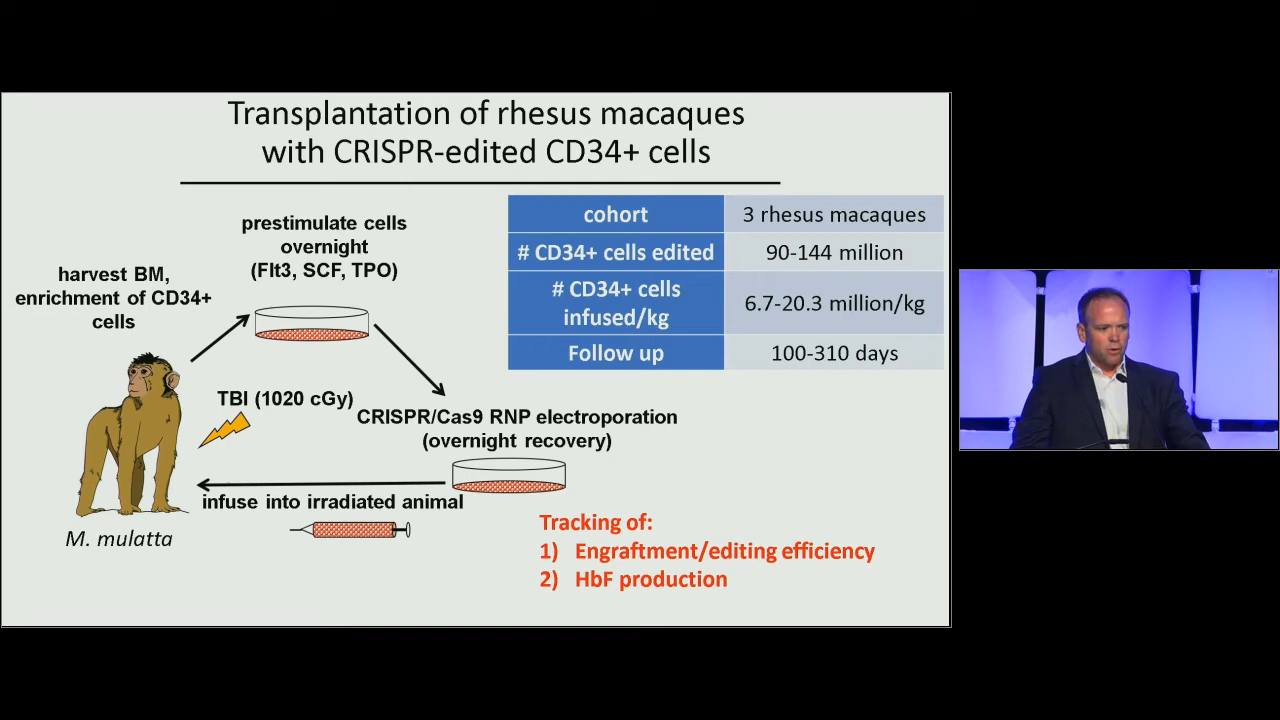 Transplantation of rhesus macaques
with CRISPR-edited CD34+ cells
prestimulate cells
overnight
(Flt3, SCF, TPO)
harvest BM,
enrichment of CD34+
cells
cohort
3 rhesus macaques
# CD34+ cells edited
90-144 million
# CD34+ cells
infused/kg
6.7-20.3 million/kg
Follow up
100-310 days
TBI (1020 cGy)
CRISPR/Cas9 RNP electroporation
(overnight recovery)
infuse into irradiated animal
M. mulatta
Tracking of:
1) Engraftment/editing efficiency
2) HbF production